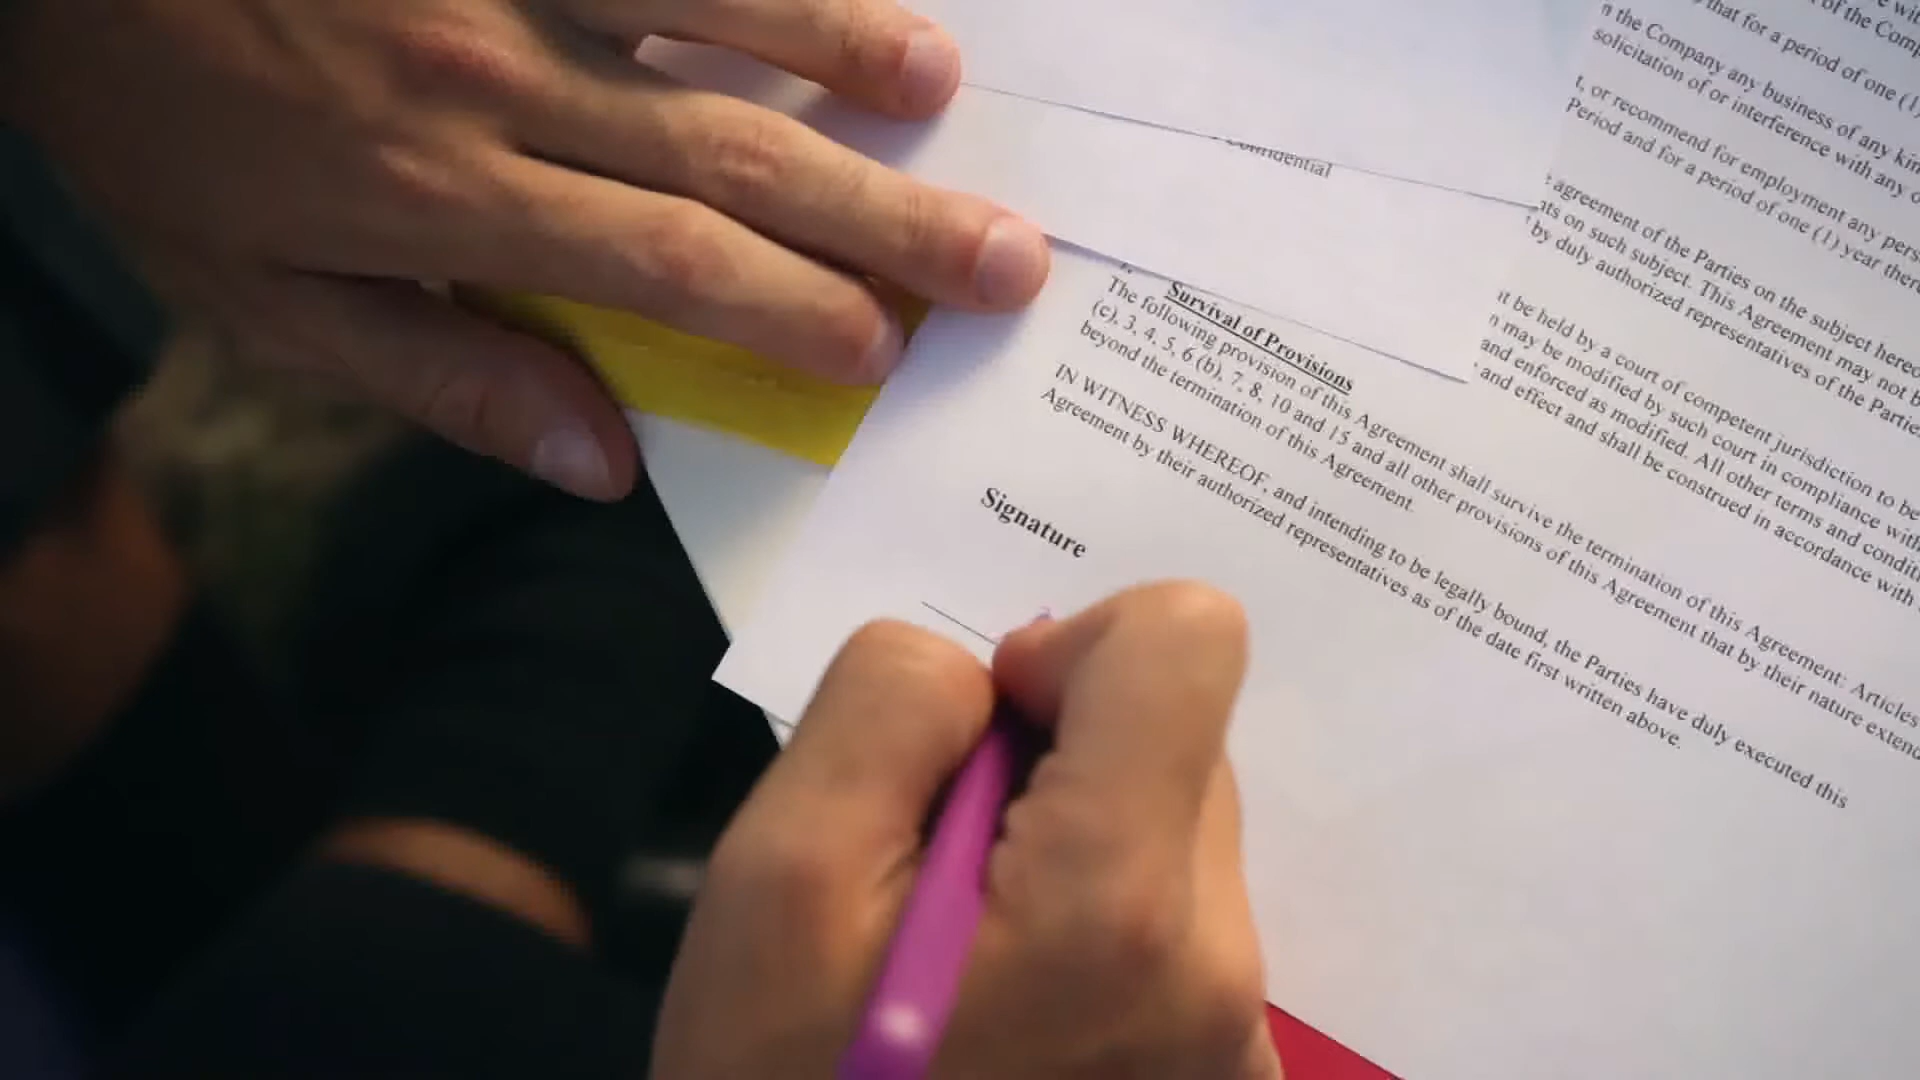 Confidential
Survival of Provisions
The following provision of this Agreement shall survive the termination of this Agreement: Articles
(c), 3, 4, 5, 6 (b), 7, 8, 10 and 15 and all other provisions of this Agreement that by their nature extend
beyond the termination of this Agreement.
IN WITNESS WHEREOF, and intending to be legally bound, the Parties have duly executed this
Agreement by their authorized representatives as of the date first written above.
Signature
of the Comp
that for a period of one (1)
the Company any business of any kin
solicitation of or interference with any
or recommend for employment any pers
Period and for a period of one (1) year there
agreement of the Parties on the subject hereo
on such subject. This Agreement may not b
by duly authorized representatives of the Partie
be held by a court of competent jurisdiction to be
may be modified by such court in compliance with
and enforced as modified. All other terms and condit
and effect and shall be construed in accordance with